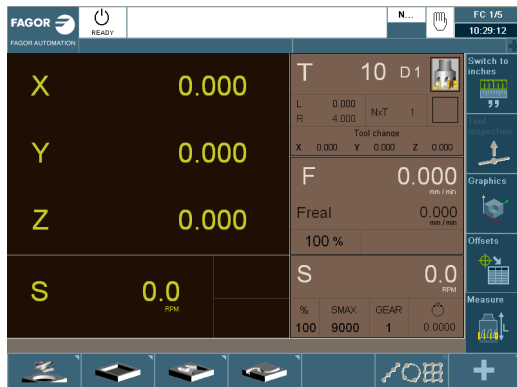 FAGOR
READY
N...
FC 1/5
10:29:12
FAGOR AUTOMATION
X 0.000
Y 0.000
Z 0.000
S 0.0
RPM
T 10 D 1
L 0.000
R 4.000
NxT 1
Tool change
X 0.000 Y 0.000 Z 0.000
F 0.000
mm / min
Freal 0.000
mm / min
100 %
S 0.0
RPM
% SMAX GEAR
100 9000 1 0.0000
Switch to
inches
Tool
inspection
Graphics
Offsets
Measure
L